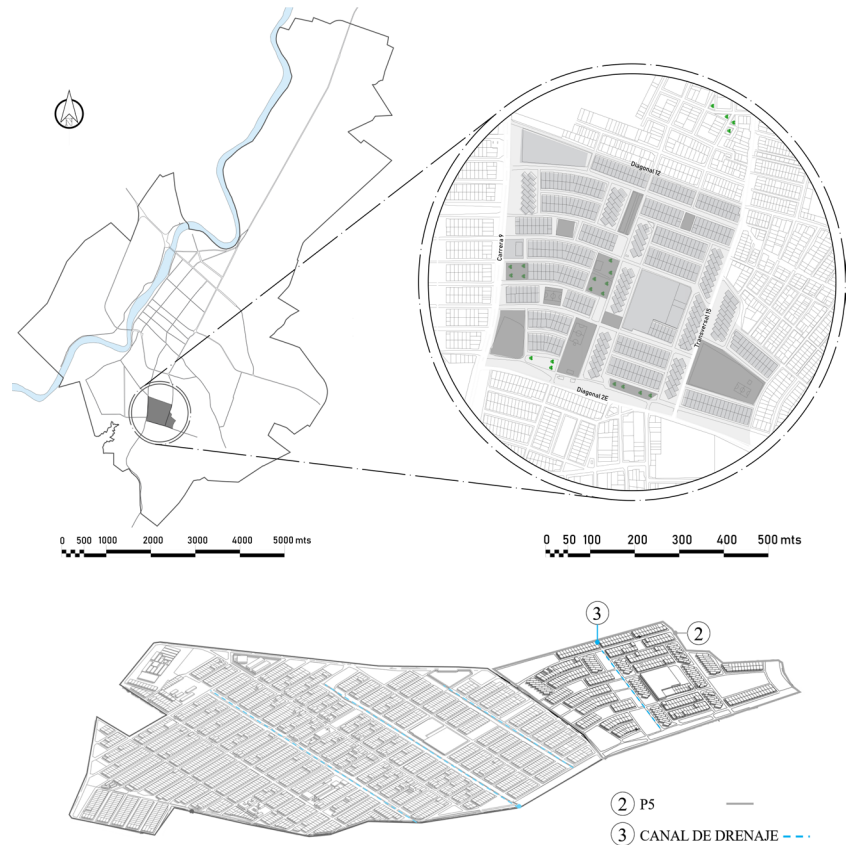 Diagonal 12
Carrera 9
Transversal 15
Diagonal 2E
0 500 1000 2000 3000 4000 5000 mts
0 50 100 200 300 400 500 mts
3
2
2 P5
3 CANAL DE DRENAJE